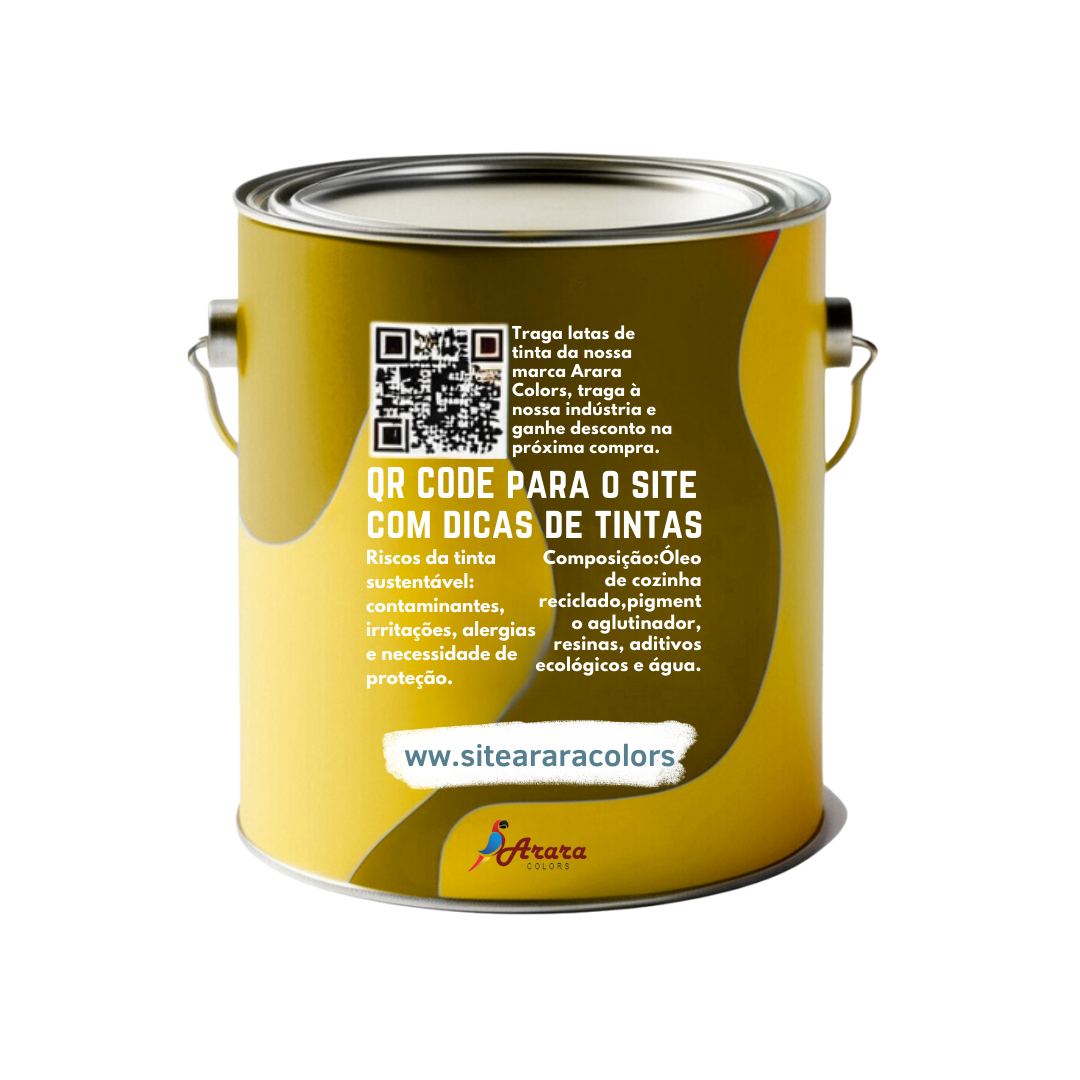 Traga latas de
tinta da nossa
marca Arara
Colors, traga à
nossa indústria e
ganhe desconto na
próxima compra.
QR CODE PARA O SITE
COM DICAS DE TINTAS
Riscos da tinta
sustentável:
contaminantes,
irritações, alergias
e necessidade de
proteção.
Composição:Óleo
de cozinha
reciclado,pigment
o aglutinador,
resinas, aditivos
ecológicos e água.
ww.siteararacolors
Arara
COLORS